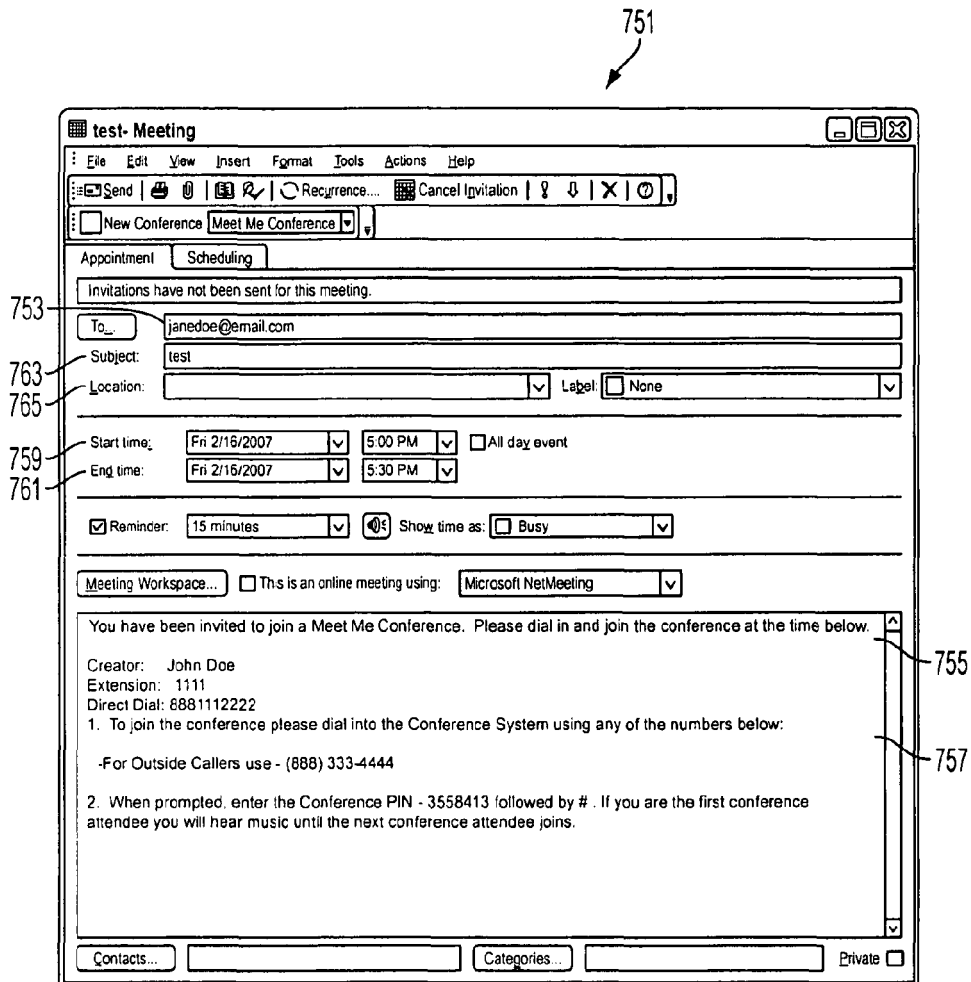 751
test- Meeting
File Edit View Insert Format Tools Actions Help
Send Recurrence.... Cancel Invitation
New Conference Meet Me Conference
Appointment Scheduling
Invitations have not been sent for this meeting.
753
To... janedoe@email.com
763 Subject: test
765 Location: Label: None
759 Start time: Fri 2/16/2007 5:00 PM All day event
761 End time: Fri 2/16/2007 5:30 PM
Reminder: 15 minutes Show time as: Busy
Meeting Workspace... This is an online meeting using: Microsoft NetMeeting
You have been invited to join a Meet Me Conference. Please dial in and join the conference at the time below.
755
Creator: John Doe
Extension: 1111
Direct Dial: 8881112222
1. To join the conference please dial into the Conference System using any of the numbers below:
757
-For Outside Callers use - (888) 333-4444
2. When prompted, enter the Conference PIN - 3558413 followed by # . If you are the first conference
attendee you will hear music until the next conference attendee joins.
Contacts... Categories... Private